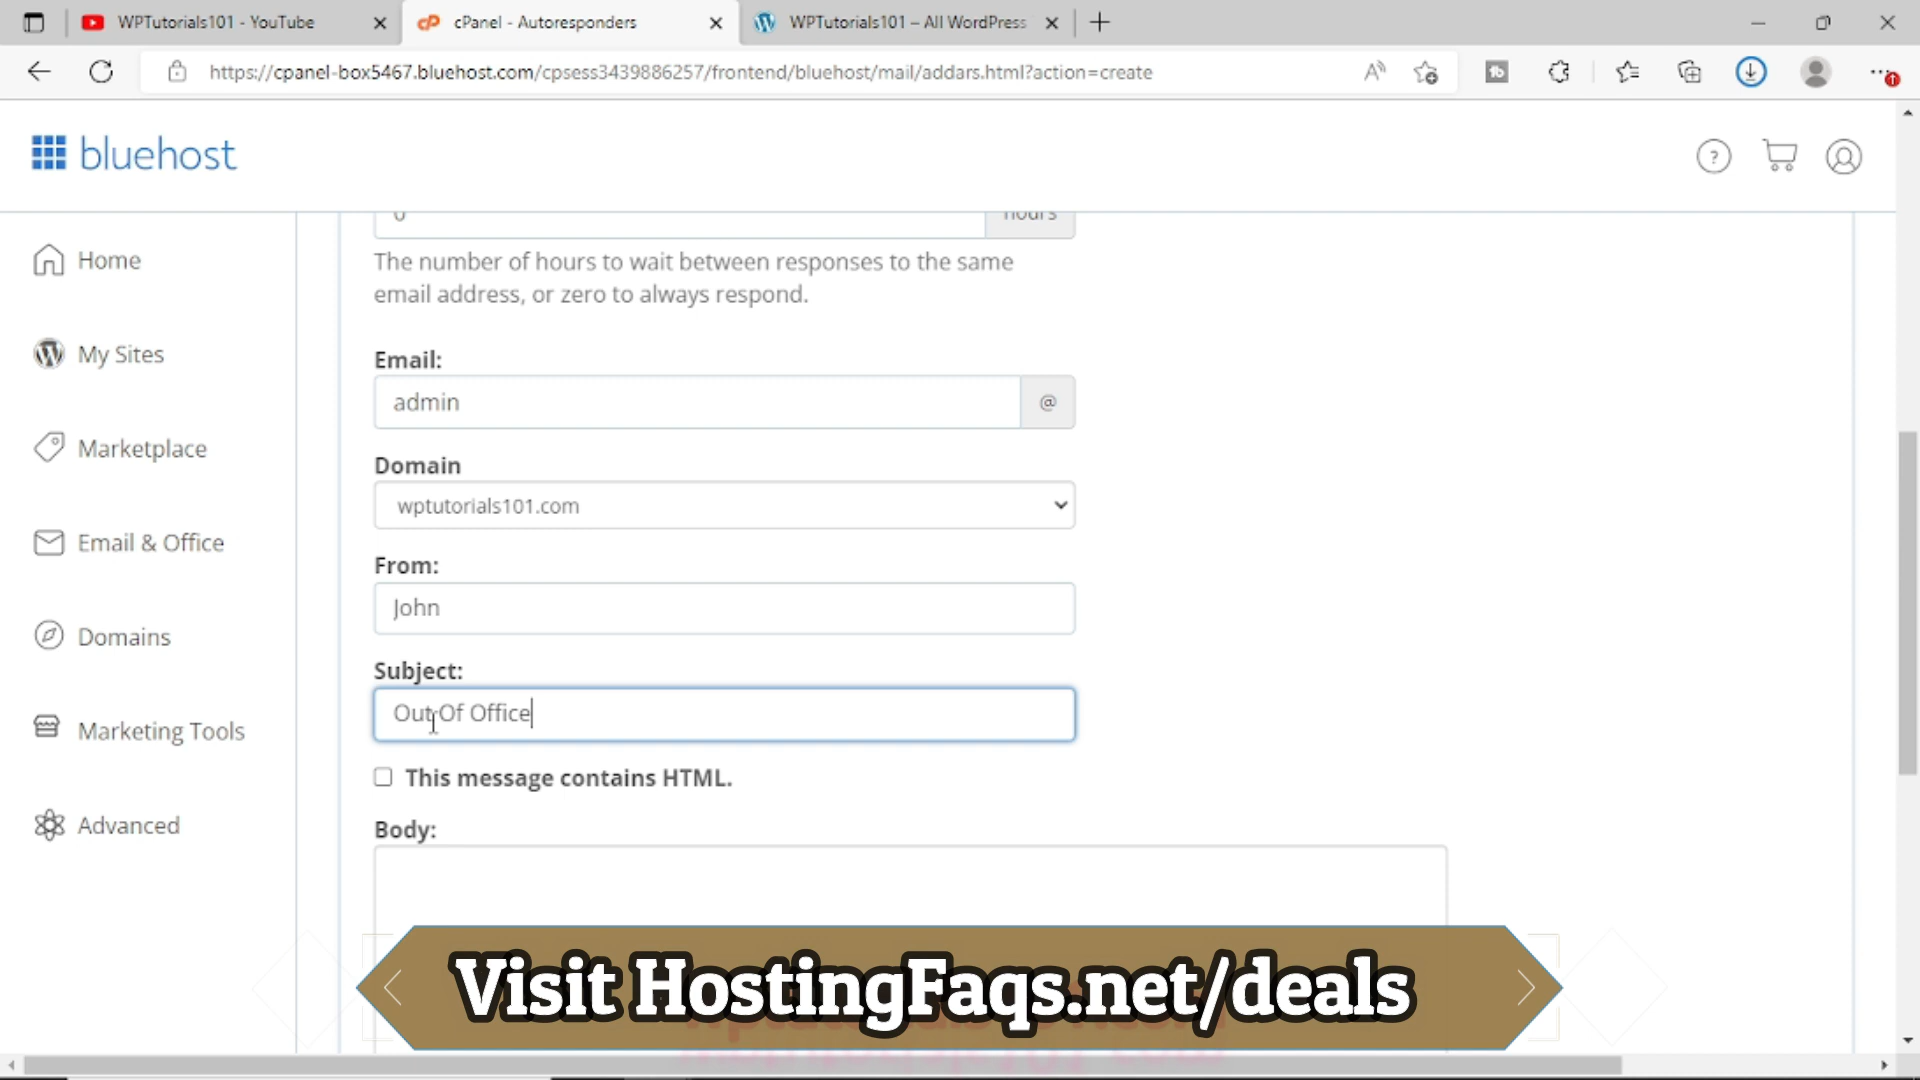 WPTutorials101 - YouTube
cPanel - Autoresponders
WPTutorials101 – All WordPress
https://cpanel-box5467.bluehost.com/cpsess3439886257/frontend/bluehost/mail/addars.html?action=create
bluehost
Home
My Sites
Marketplace
Email & Office
Domains
Marketing Tools
Advanced
0
hours
The number of hours to wait between responses to the same
email address, or zero to always respond.
Email:
admin
@
Domain
wptutorials101.com
From:
John
Subject:
Out Of Office
This message contains HTML.
Body:
Visit HostingFaqs.net/deals